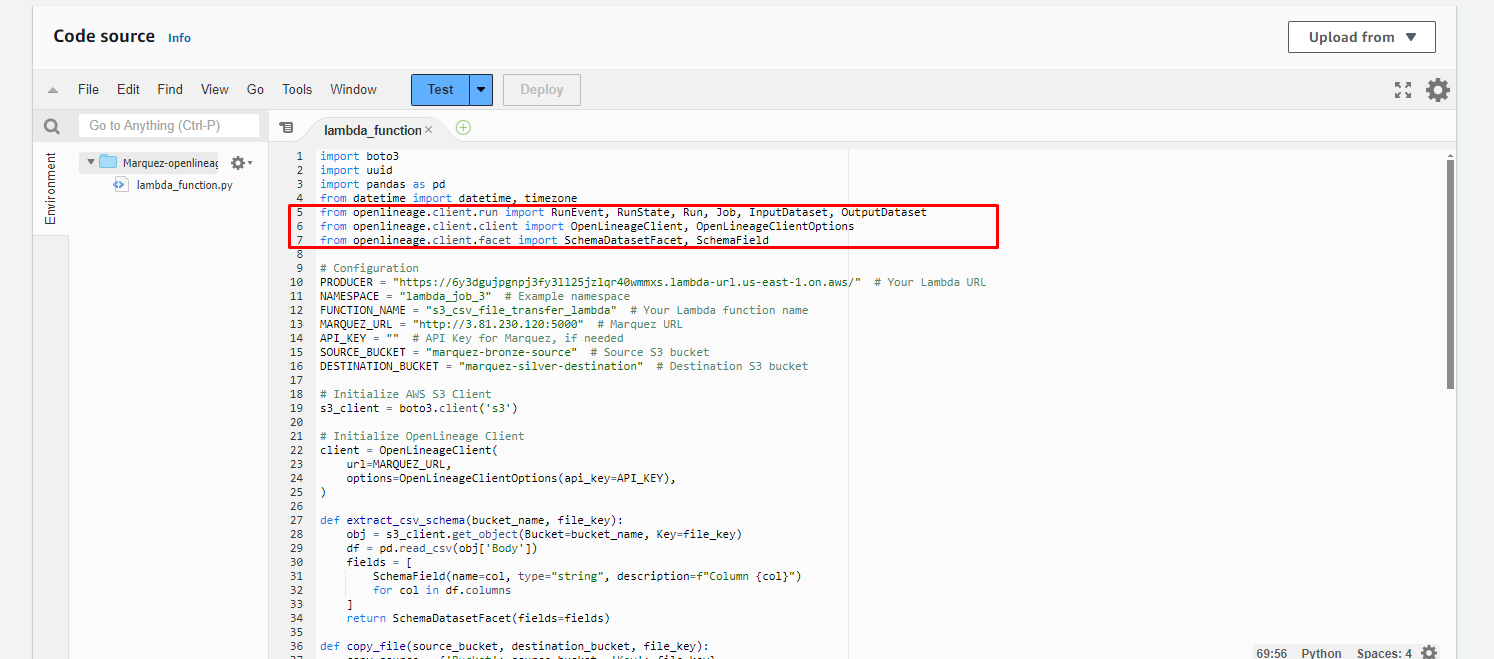 Code source Info
Upload from
File Edit Find View Go Tools Window Test Deploy
Go to Anything (Ctrl-P)
lambda_function
Environment
Marquez-openlineag
lambda_function.py
1 import boto3
2 import uuid
3 import pandas as pd
4 from datetime import datetime, timezone
5 from openlineage.client.run import RunEvent, RunState, Run, Job, InputDataset, OutputDataset
6 from openlineage.client.client import OpenLineageClient, OpenLineageClientOptions
7 from openlineage.client.facet import SchemaDatasetFacet, SchemaField
8
9 # Configuration
10 PRODUCER = "https://6y3dgujpgnpj3fy3ll25jzlqr40wmmxs.lambda-url.us-east-1.on.aws/"  # Your Lambda URL
11 NAMESPACE = "lambda_job_3"  # Example namespace
12 FUNCTION_NAME = "s3_csv_file_transfer_lambda"  # Your Lambda function name
13 MARQUEZ_URL = "http://3.81.230.120:5000"  # Marquez URL
14 API_KEY = ""  # API Key for Marquez, if needed
15 SOURCE_BUCKET = "marquez-bronze-source"  # Source S3 bucket
16 DESTINATION_BUCKET = "marquez-silver-destination"  # Destination S3 bucket
17
18 # Initialize AWS S3 Client
19 s3_client = boto3.client('s3')
20
21 # Initialize OpenLineage Client
22 client = OpenLineageClient(
23     url=MARQUEZ_URL,
24     options=OpenLineageClientOptions(api_key=API_KEY),
25 )
26
27 def extract_csv_schema(bucket_name, file_key):
28     obj = s3_client.get_object(Bucket=bucket_name, Key=file_key)
29     df = pd.read_csv(obj['Body'])
30     fields = [
31         SchemaField(name=col, type="string", description=f"Column {col}")
32         for col in df.columns
33     ]
34     return SchemaDatasetFacet(fields=fields)
35
36 def copy_file(source_bucket, destination_bucket, file_key):
69:56 Python Spaces: 4